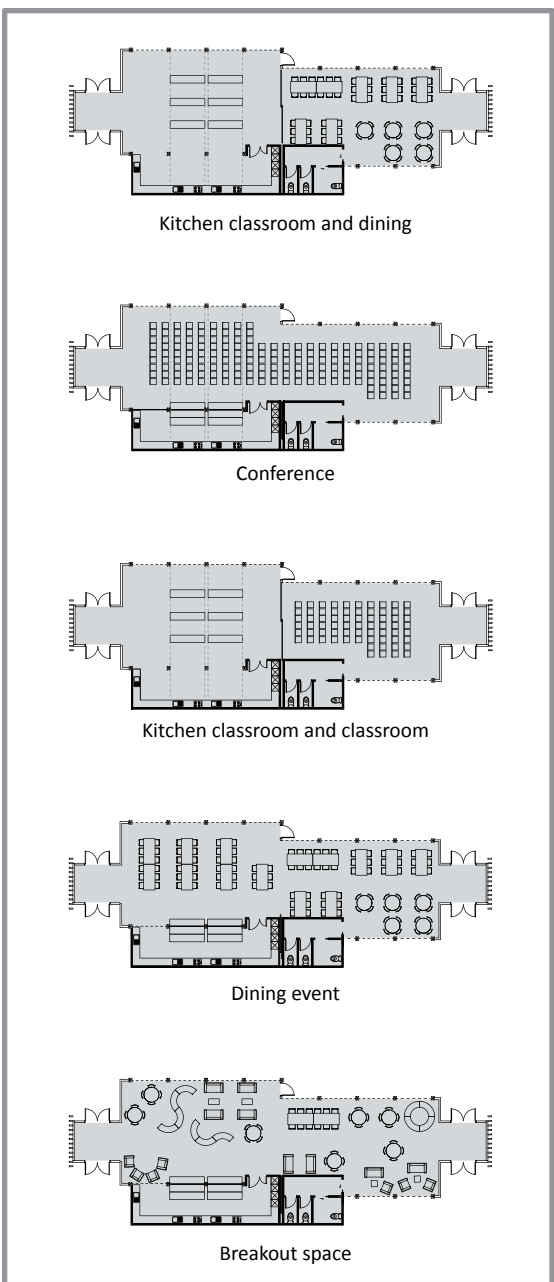 Kitchen classroom and dining
Conference
Kitchen classroom and classroom
Dining event
Breakout space